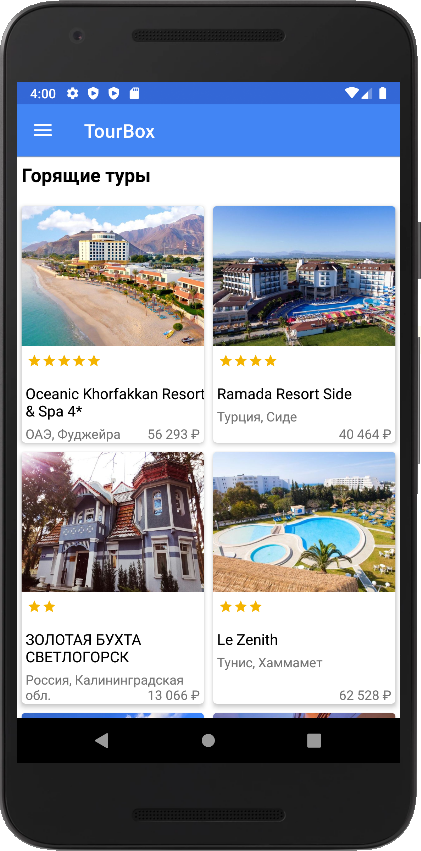 4:00
TourBox
Горящие туры
Oceanic Khorfakkan Resort
& Spa 4*
ОАЭ, Фуджейра 56 293 ₽
Ramada Resort Side
Турция, Сиде
40 464 ₽
ЗОЛОТАЯ БУХТА
СВЕТЛОГОРСК
Россия, Калининградская
обл. 13 066 ₽
Le Zenith
Тунис, Хаммамет
62 528 ₽